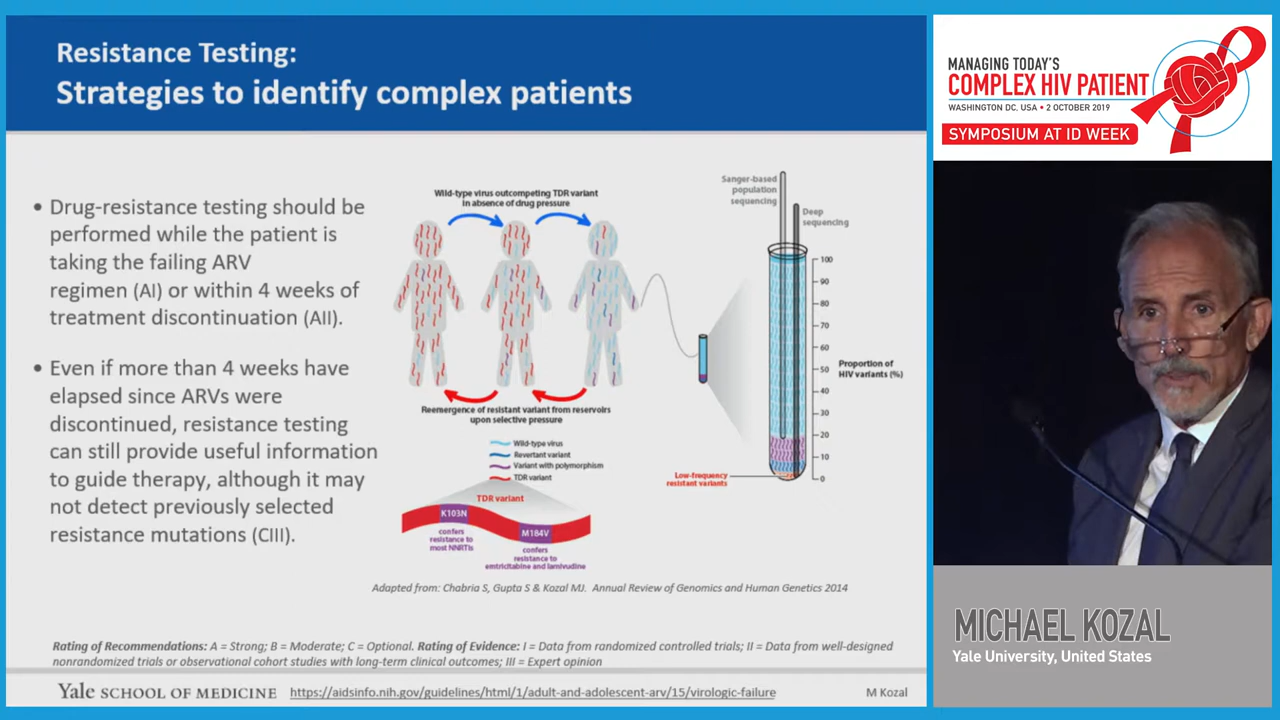 Resistance Testing:
Strategies to identify complex patients
• Drug-resistance testing should be
performed while the patient is
taking the failing ARV
regimen (AI) or within 4 weeks of
treatment discontinuation (AII).
• Even if more than 4 weeks have
elapsed since ARVs were
discontinued, resistance testing
can still provide useful information
to guide therapy, although it may
not detect previously selected
resistance mutations (CIII).
Wild-type virus outcompeting TDR variant
in absence of drug pressure
Reemergence of resistant variant from reservoirs
upon selective pressure
Wild-type virus
Revertant variant
Variant with polymorphism
TDR variant
TDR variant
K103N
confers
resistance to
most NNRTIs
M184V
confers
resistance to
emtricitabine and lamivudine
Sanger-based
population
sequencing
Deep
sequencing
100
90
80
70
60
50
40
30
20
10
0
Proportion of
HIV variants (%)
Low-frequency
resistant variants
Adapted from: Chabria S, Gupta S & Kozal MJ. Annual Review of Genomics and Human Genetics 2014
Rating of Recommendations: A = Strong; B = Moderate; C = Optional. Rating of Evidence: I = Data from randomized controlled trials; II = Data from well-designed
nonrandomized trials or observational cohort studies with long-term clinical outcomes; III = Expert opinion
Yale SCHOOL OF MEDICINE
https://aidsinfo.nih.gov/guidelines/html/1/adult-and-adolescent-arv/15/virologic-failure
M Kozal
MANAGING TODAY'S
COMPLEX HIV PATIENT
WASHINGTON DC, USA • 2 OCTOBER 2019
SYMPOSIUM AT ID WEEK
MICHAEL KOZAL
Yale University, United States